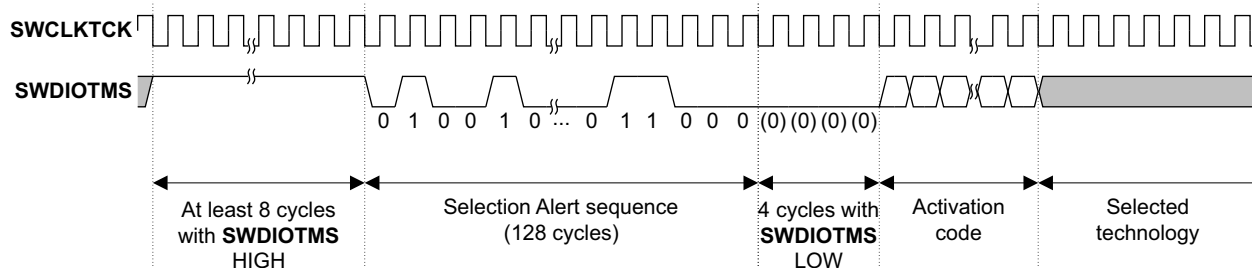 SWCLKTCK
SWDIOTMS
0 1 0 0 1 0 ... 0 1 1 0 0 0 (0) (0) (0) (0)
At least 8 cycles
with SWDIOTMS
HIGH
Selection Alert sequence
(128 cycles)
4 cycles with
SWDIOTMS
LOW
Activation
code
Selected
technology